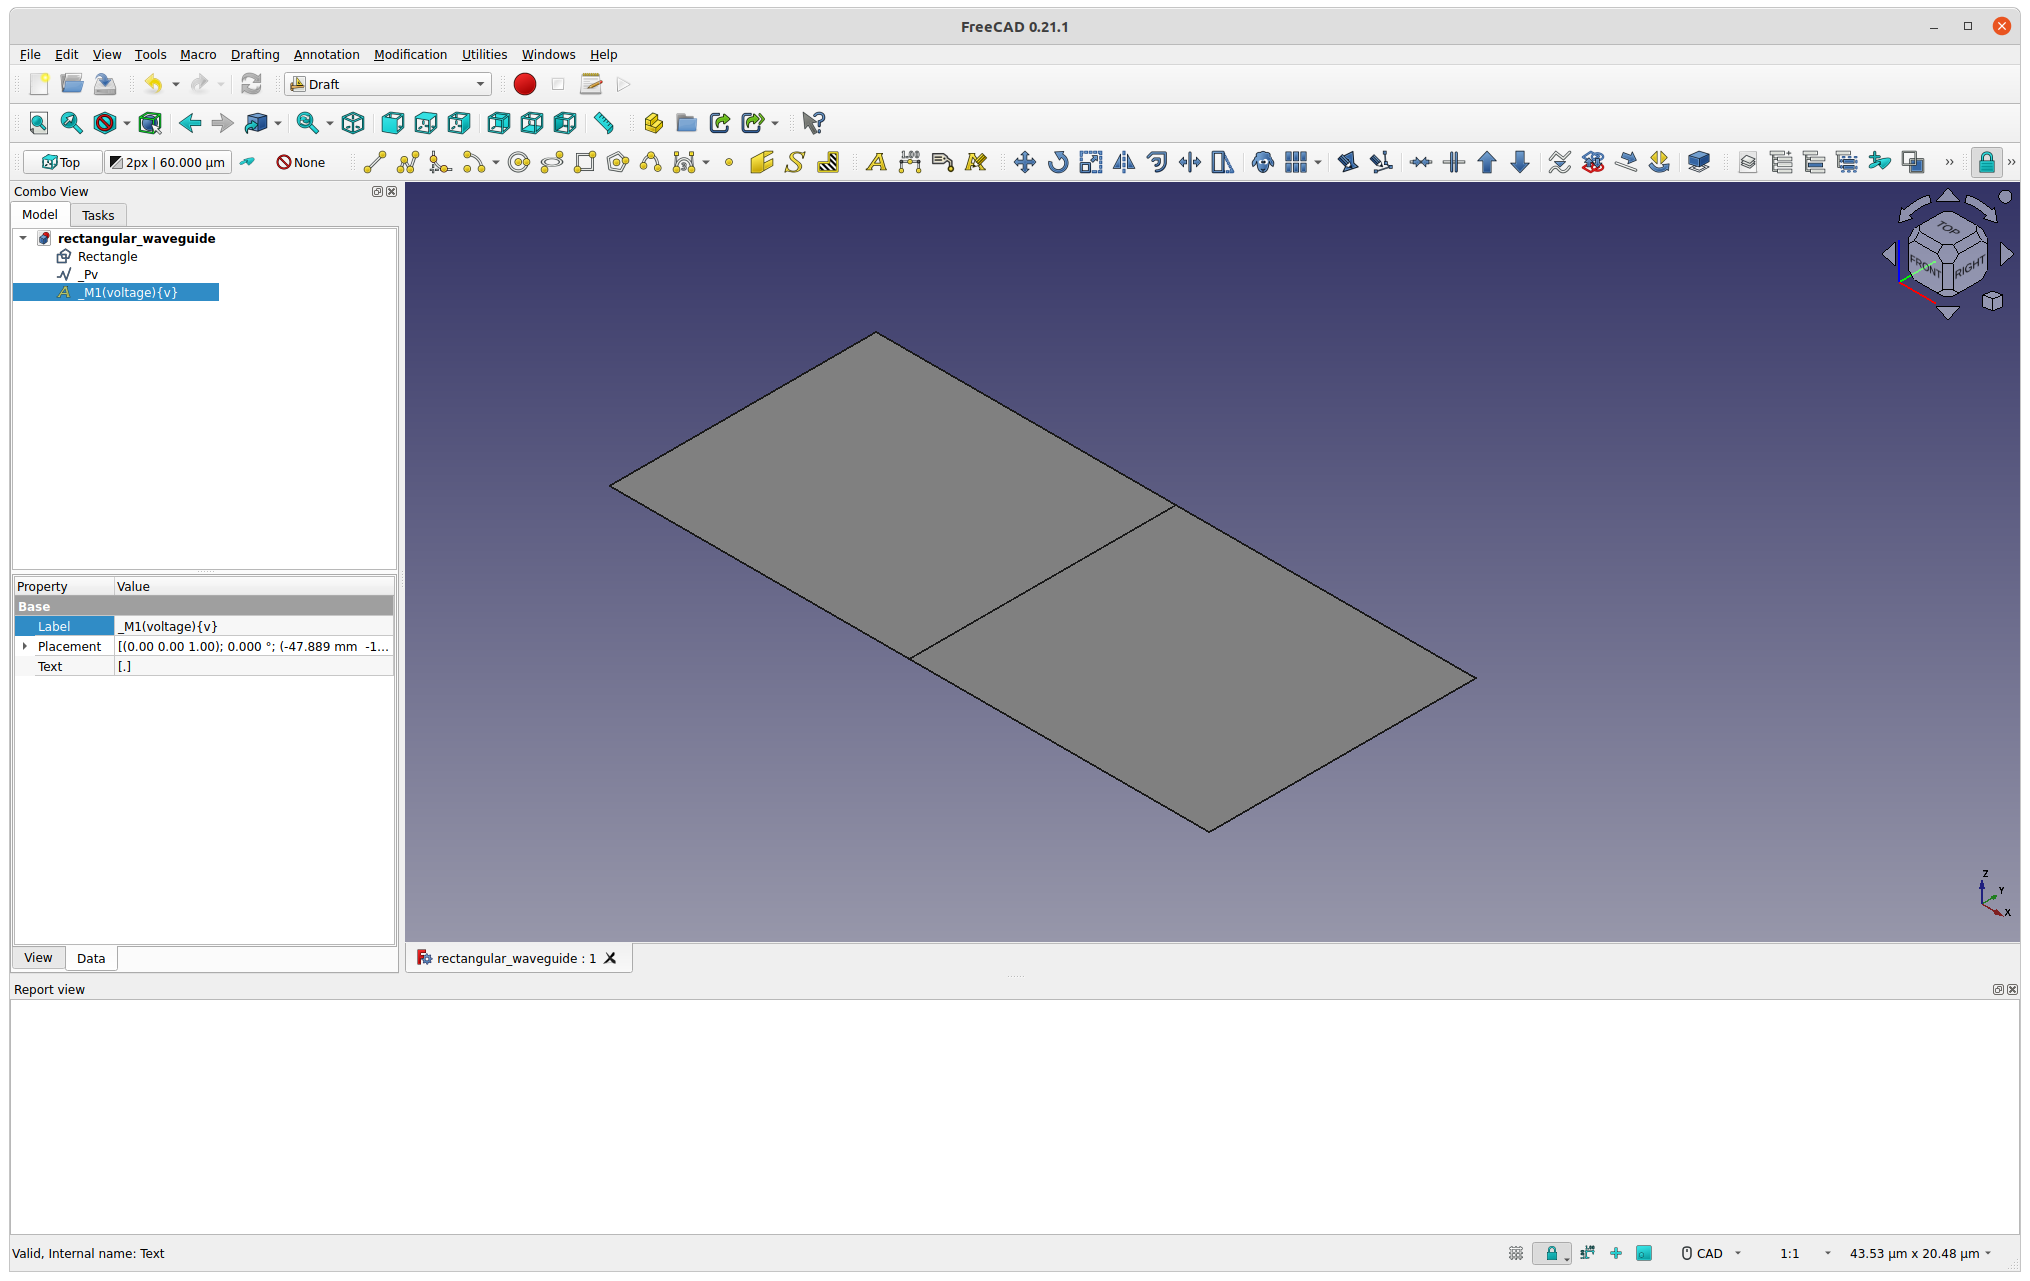 FreeCAD 0.21.1
File Edit View Tools Macro Drafting Annotation Modification Utilities Windows Help
Draft
Top 2px | 60.000 µm None
Combo View
Model Tasks
rectangular_waveguide
Rectangle
_Pv
_M1(voltage){v}
TOP
FRONT RIGHT
Property Value
Base
Label _M1(voltage){v}
Placement [(0.00 0.00 1.00); 0.000 °; (-47.889 mm -1...
Text [.]
Z
Y
X
View Data
rectangular_waveguide : 1
Report view
Valid, Internal name: Text
CAD 1:1 43.53 µm x 20.48 µm